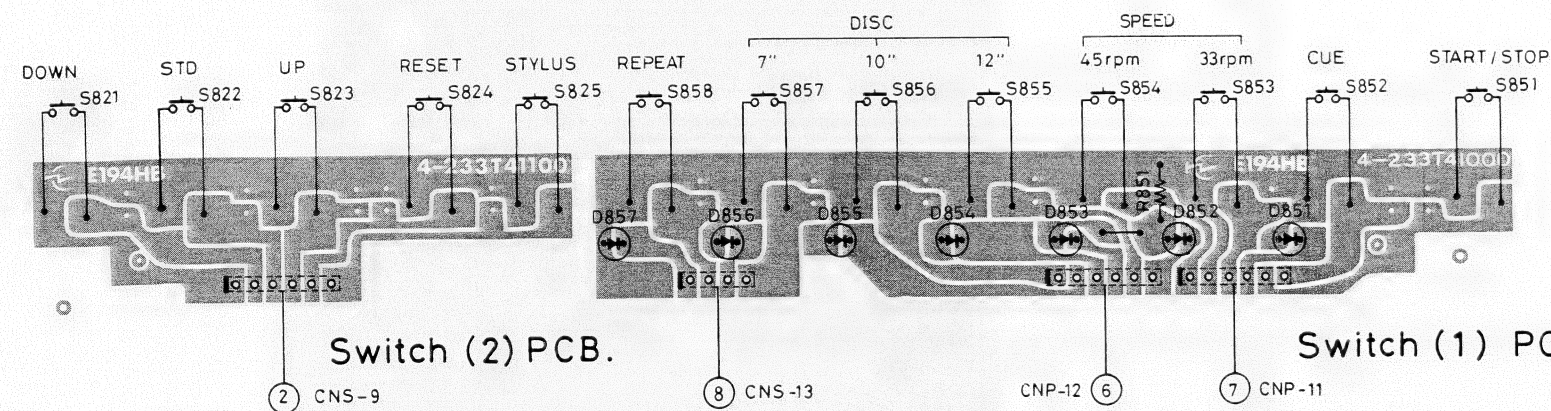 DISC SPEED
DOWN STD UP RESET STYLUS REPEAT 7" 10" 12" 45rpm 33rpm CUE START/STOP
S821 S822 S823 S824 S825 S858 S857 S856 S855 S854 S853 S852 S851
E194HB 4-233T41100 E194HB 4-233T41000
R851
D857 D856 D855 D854 D853 D852 D851
Switch (2) PCB. Switch (1) PC
2 CNS-9 8 CNS-13 CNP-12 6 7 CNP-11